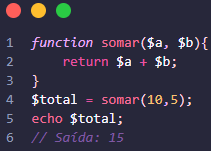 1 function somar($a, $b){
2     return $a + $b;
3 }
4 $total = somar(10,5);
5 echo $total;
6 // Saída: 15